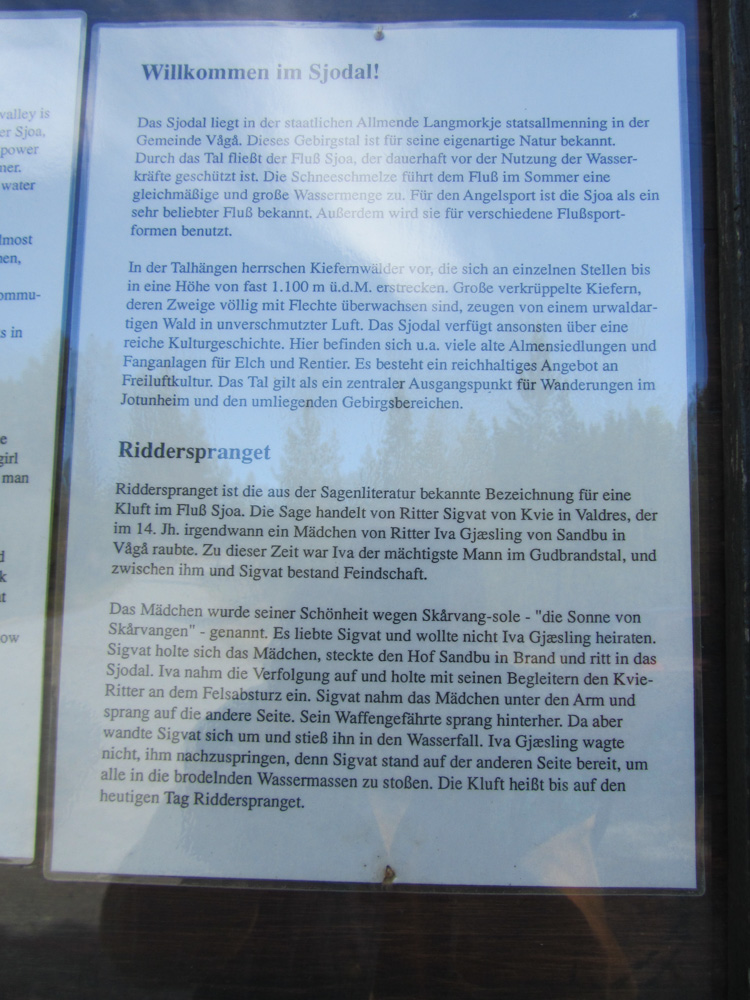 valley is
er Sjoa,
power
ner.
water
lmost
nen,
ommu-
s in
e
girl
man
d
k
t
ow
Willkommen im Sjodal!
Das Sjodal liegt in der staatlichen Allmende Langmorkje statsallmenning in der
Gemeinde Vågå. Dieses Gebirgstal ist für seine eigenartige Natur bekannt.
Durch das Tal fließt der Fluß Sjoa, der dauerhaft vor der Nutzung der Wasser-
kräfte geschützt ist. Die Schneeschmelze führt dem Fluß im Sommer eine
gleichmäßige und große Wassermenge zu. Für den Angelsport ist die Sjoa als ein
sehr beliebter Fluß bekannt. Außerdem wird sie für verschiedene Flußsport-
formen benutzt.
In der Talhängen herrschen Kiefernwälder vor, die sich an einzelnen Stellen bis
in eine Höhe von fast 1.100 m ü.d.M. erstrecken. Große verkrüppelte Kiefern,
deren Zweige völlig mit Flechte überwachsen sind, zeugen von einem urwaldar-
tigen Wald in unverschmutzter Luft. Das Sjodal verfügt ansonsten über eine
reiche Kulturgeschichte. Hier befinden sich u.a. viele alte Almensiedlungen und
Fanganlagen für Elch und Rentier. Es besteht ein reichhaltiges Angebot an
Freiluftkultur. Das Tal gilt als ein zentraler Ausgangspunkt für Wanderungen im
Jotunheim und den umliegenden Gebirgsbereichen.
Ridderspranget
Ridderspranget ist die aus der Sagenliteratur bekannte Bezeichnung für eine
Kluft im Fluß Sjoa. Die Sage handelt von Ritter Sigvat von Kvie in Valdres, der
im 14. Jh. irgendwann ein Mädchen von Ritter Iva Gjæsling von Sandbu in
Vågå raubte. Zu dieser Zeit war Iva der mächtigste Mann im Gudbrandstal, und
zwischen ihm und Sigvat bestand Feindschaft.
Das Mädchen wurde seiner Schönheit wegen Skårvang-sole - "die Sonne von
Skårvangen" - genannt. Es liebte Sigvat und wollte nicht Iva Gjæsling heiraten.
Sigvat holte sich das Mädchen, steckte den Hof Sandbu in Brand und ritt in das
Sjodal. Iva nahm die Verfolgung auf und holte mit seinen Begleitern den Kvie-
Ritter an dem Felsabsturz ein. Sigvat nahm das Mädchen unter den Arm und
sprang auf die andere Seite. Sein Waffengefährte sprang hinterher. Da aber
wandte Sigvat sich um und stieß ihn in den Wasserfall. Iva Gjæsling wagte
nicht, ihm nachzuspringen, denn Sigvat stand auf der anderen Seite bereit, um
alle in die brodelnden Wassermassen zu stoßen. Die Kluft heißt bis auf den
heutigen Tag Ridderspranget.